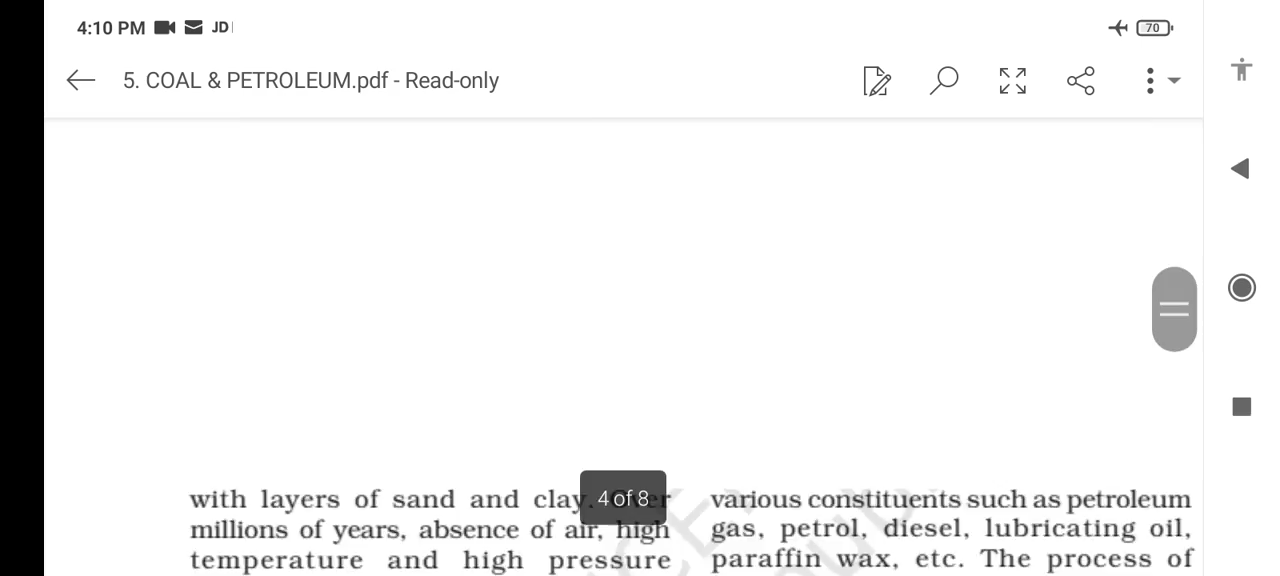 4:10 PM JD
70
5. COAL & PETROLEUM.pdf - Read-only
4 of 8
with layers of sand and clay. Over
millions of years, absence of air, high
temperature and high pressure
various constituents such as petroleum
gas, petrol, diesel, lubricating oil,
paraffin wax, etc. The process of